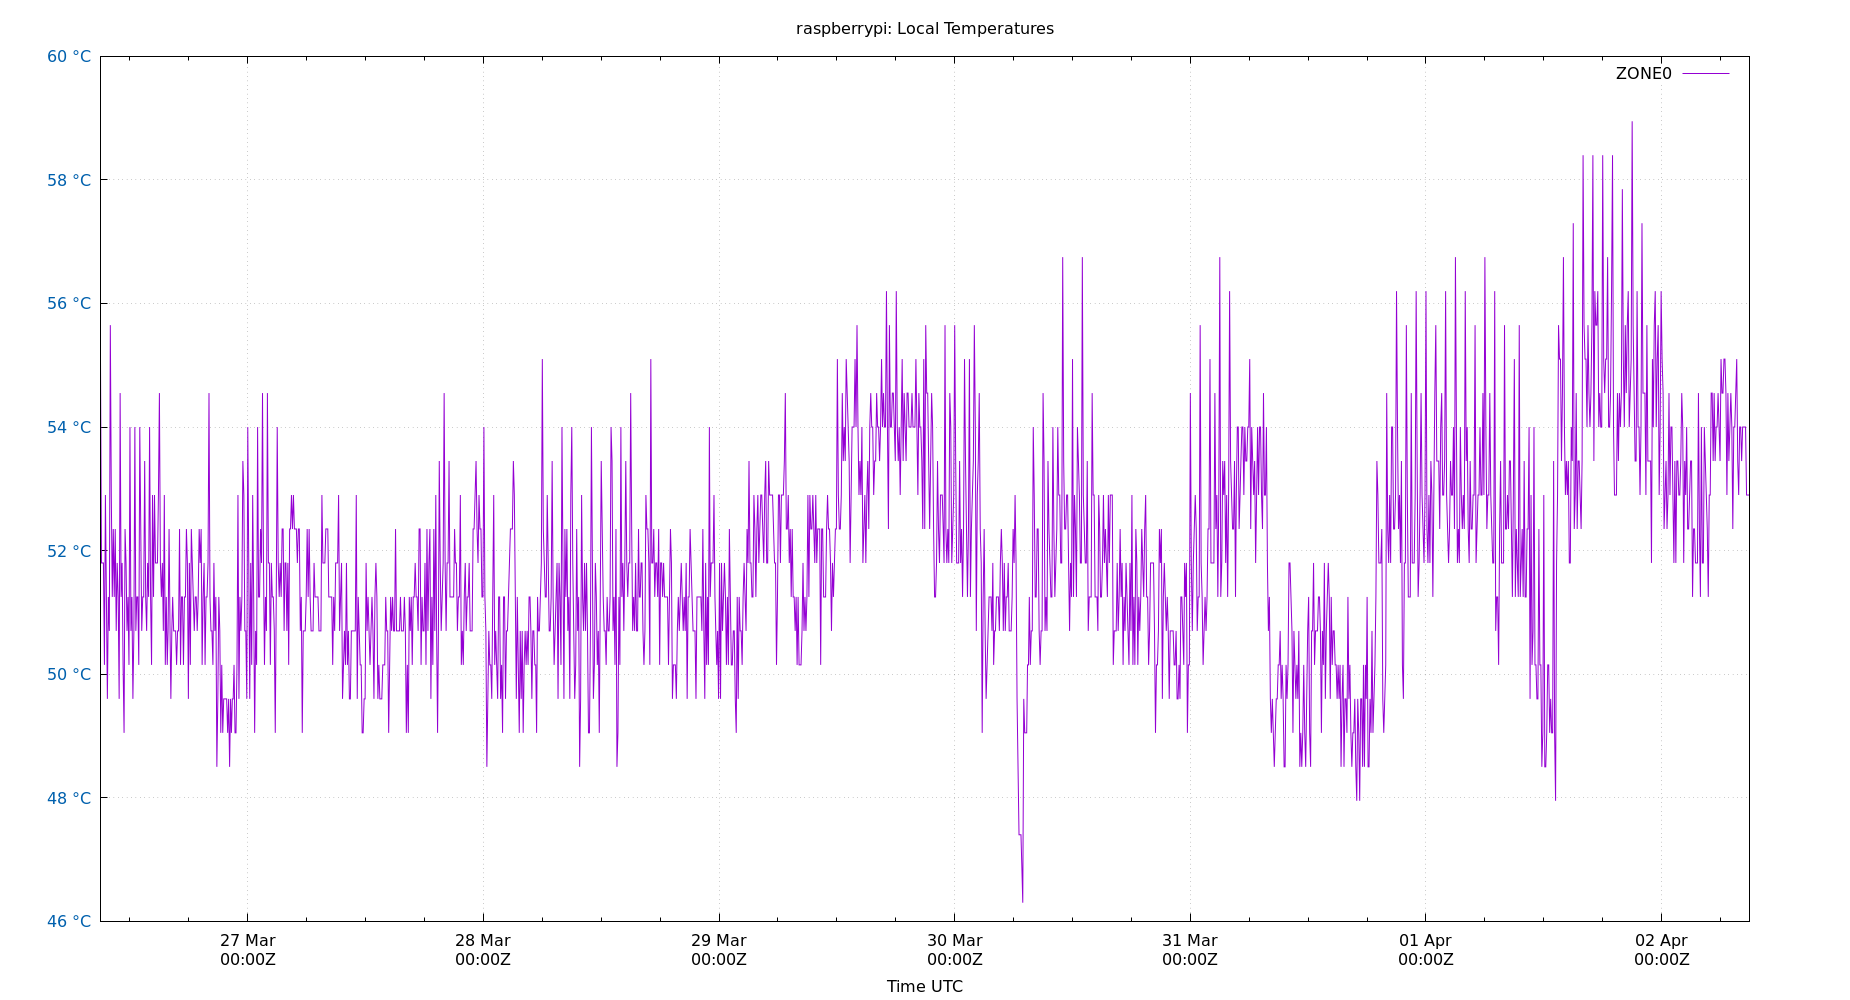 raspberrypi: Local Temperatures
60 °C
ZONE0
58 °C
56 °C
54 °C
52 °C
50 °C
48 °C
46 °C
27 Mar 28 Mar 29 Mar 30 Mar 31 Mar 01 Apr 02 Apr
00:00Z 00:00Z 00:00Z 00:00Z 00:00Z 00:00Z 00:00Z
Time UTC